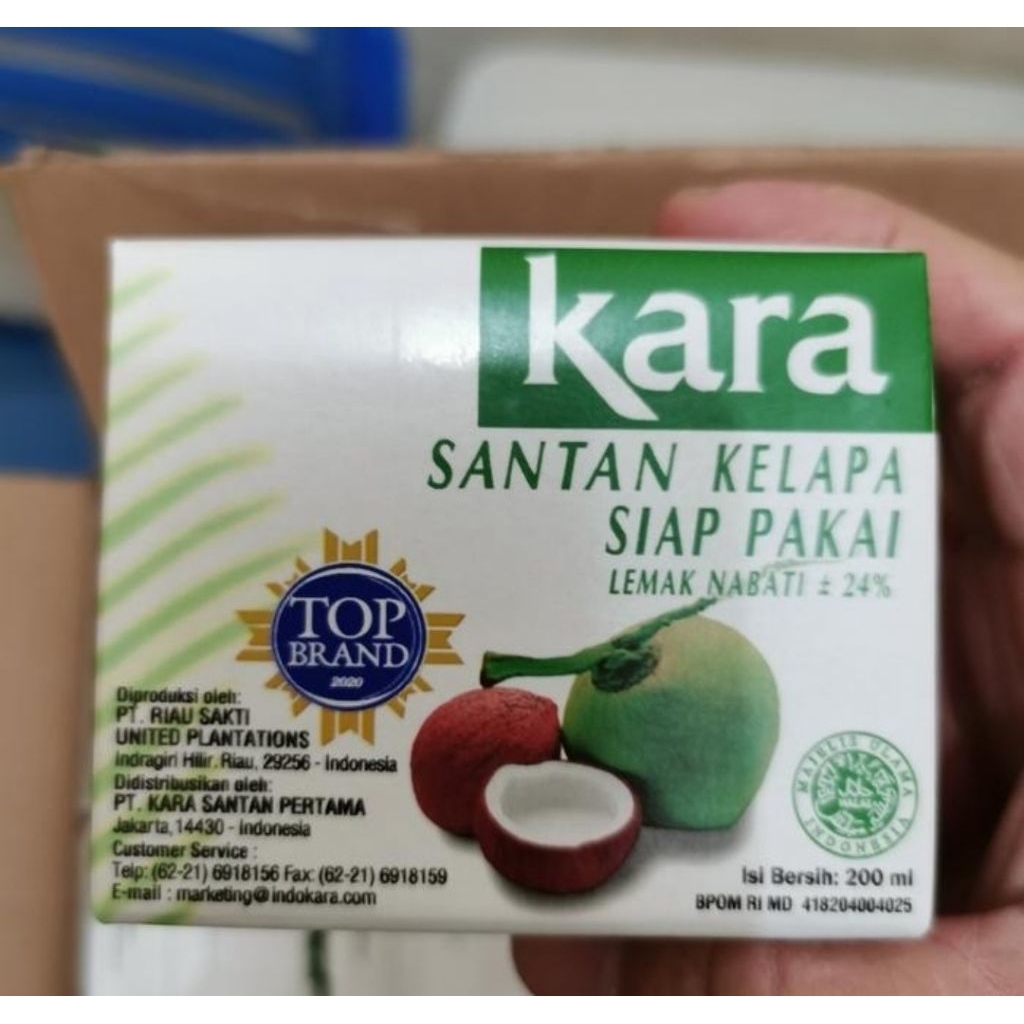 kara
SANTAN KELAPA
SIAP PAKAI
LEMAK NABATI ± 24%
TOP
BRAND
2020
Diproduksi oleh:
PT. RIAU SAKTI
UNITED PLANTATIONS
Indragiri Hilir. Riau, 29256 - Indonesia
Didistribusikan oleh:
PT. KARA SANTAN PERTAMA
Jakarta, 14430 - Indonesia
Customer Service :
Telp: (62-21) 6918156 Fax: (62-21) 6918159
E-mail : marketing@indokara.com
MAJELIS ULAMA
INDONESIA
Isi Bersih: 200 ml
BPOM RI MD 418204004025